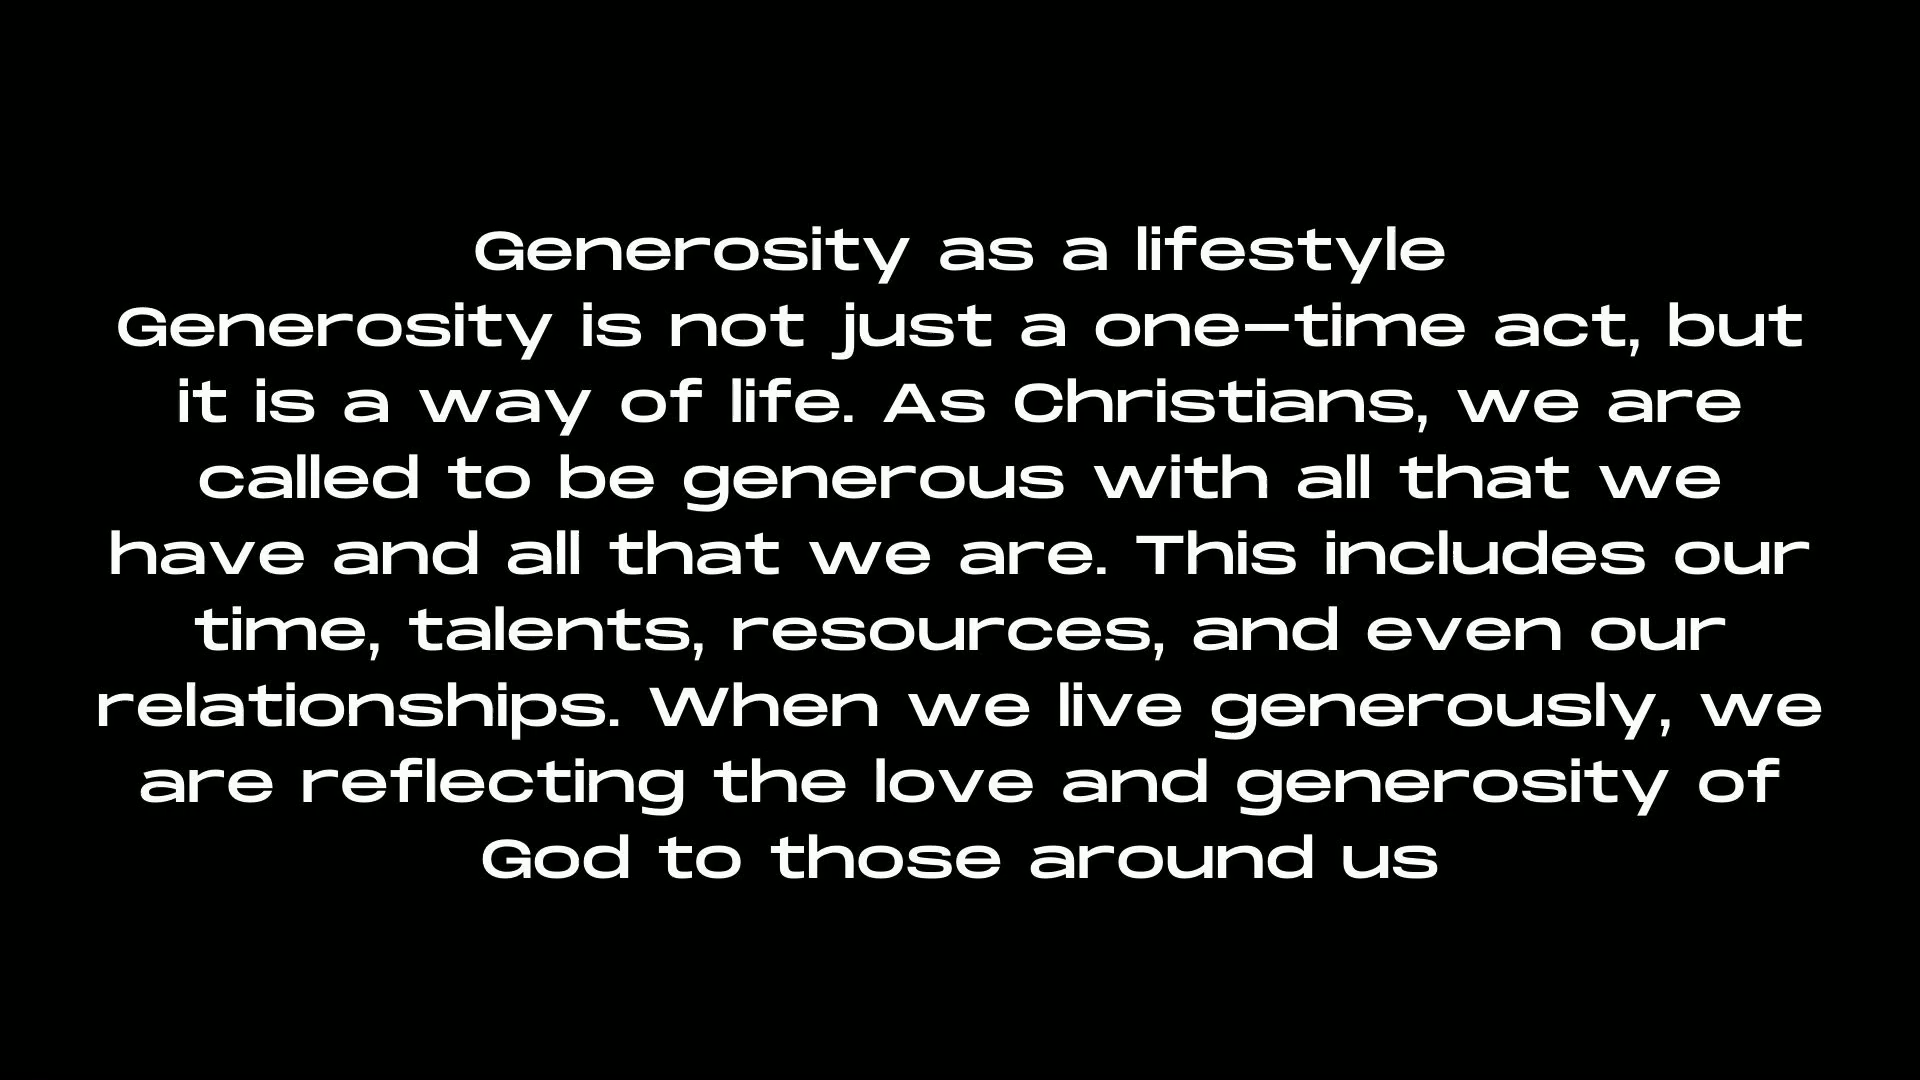 Generosity as a lifestyle
Generosity is not just a one-time act, but
it is a way of life. As Christians, we are
called to be generous with all that we
have and all that we are. This includes our
time, talents, resources, and even our
relationships. When we live generously, we
are reflecting the love and generosity of
God to those around us